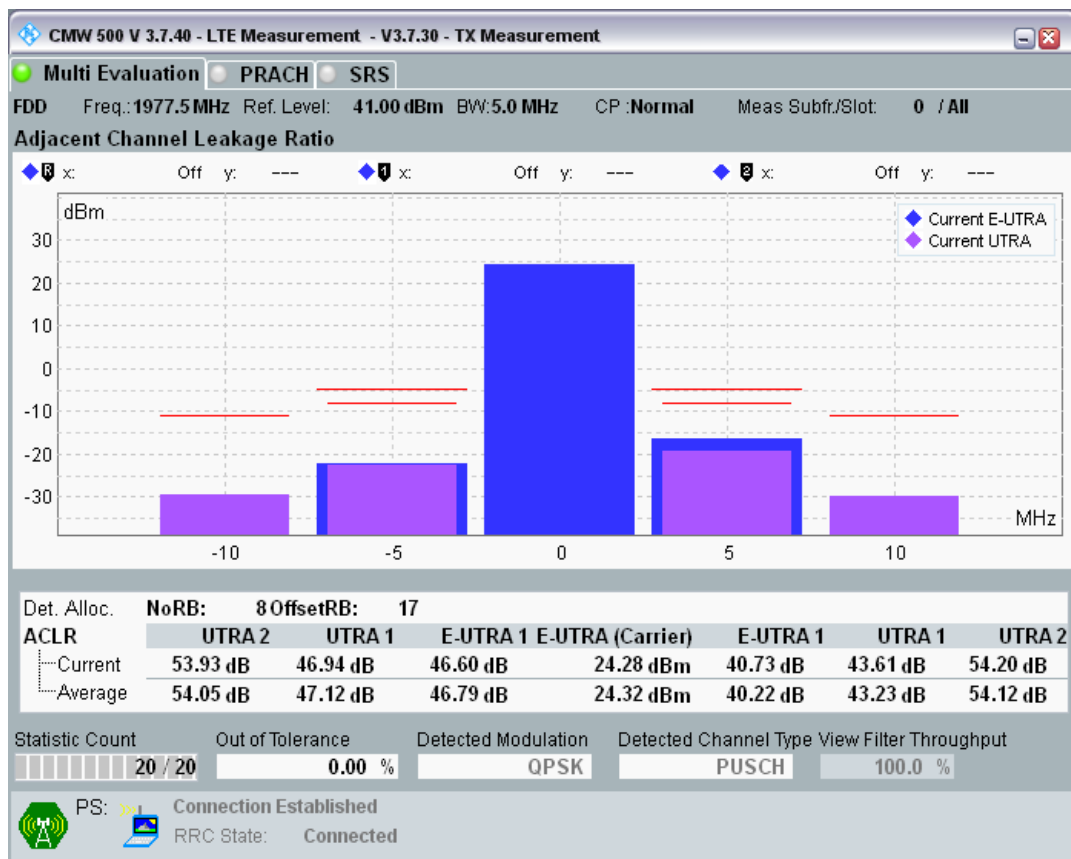 CMW 500 V 3.7.40 - LTE Measurement - V3.7.30 - TX Measurement
Multi Evaluation PRACH SRS
FDD Freq.:1977.5 MHz Ref. Level: 41.00 dBm BW:5.0 MHz CP :Normal Meas Subfr./Slot: 0 / All
Adjacent Channel Leakage Ratio
R x: Off y: --- 1 x: Off y: --- 2 x: Off y: ---
dBm
Current E-UTRA
Current UTRA
30
20
10
0
-10
-20
-30
MHz
-10 -5 0 5 10
Det. Alloc. NoRB: 8 OffsetRB: 17
ACLR UTRA 2 UTRA 1 E-UTRA 1 E-UTRA (Carrier) E-UTRA 1 UTRA 1 UTRA 2
Current 53.93 dB 46.94 dB 46.60 dB 24.28 dBm 40.73 dB 43.61 dB 54.20 dB
Average 54.05 dB 47.12 dB 46.79 dB 24.32 dBm 40.22 dB 43.23 dB 54.12 dB
Statistic Count Out of Tolerance Detected Modulation Detected Channel Type View Filter Throughput
20 / 20 0.00 % QPSK PUSCH 100.0 %
PS: Connection Established
RRC State: Connected